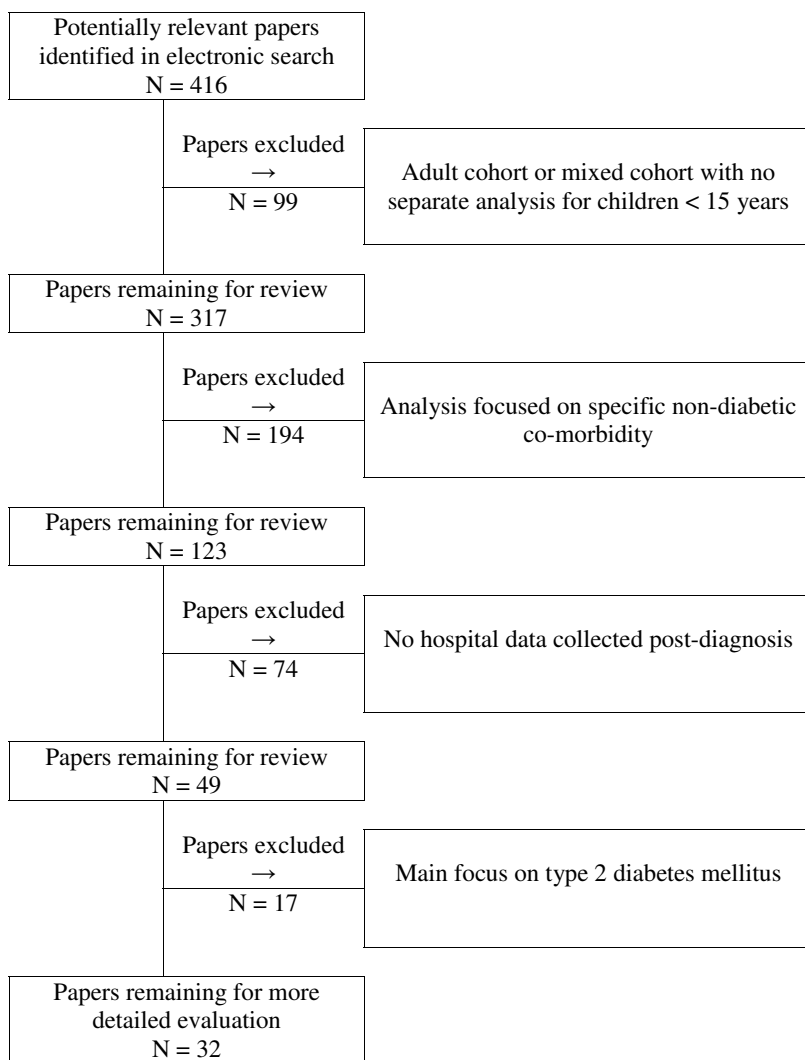 Potentially relevant papers
identified in electronic search
N = 416
Papers excluded
→
N = 99
Adult cohort or mixed cohort with no
separate analysis for children < 15 years
Papers remaining for review
N = 317
Papers excluded
→
N = 194
Analysis focused on specific non-diabetic
co-morbidity
Papers remaining for review
N = 123
Papers excluded
→
N = 74
No hospital data collected post-diagnosis
Papers remaining for review
N = 49
Papers excluded
→
N = 17
Main focus on type 2 diabetes mellitus
Papers remaining for more
detailed evaluation
N = 32